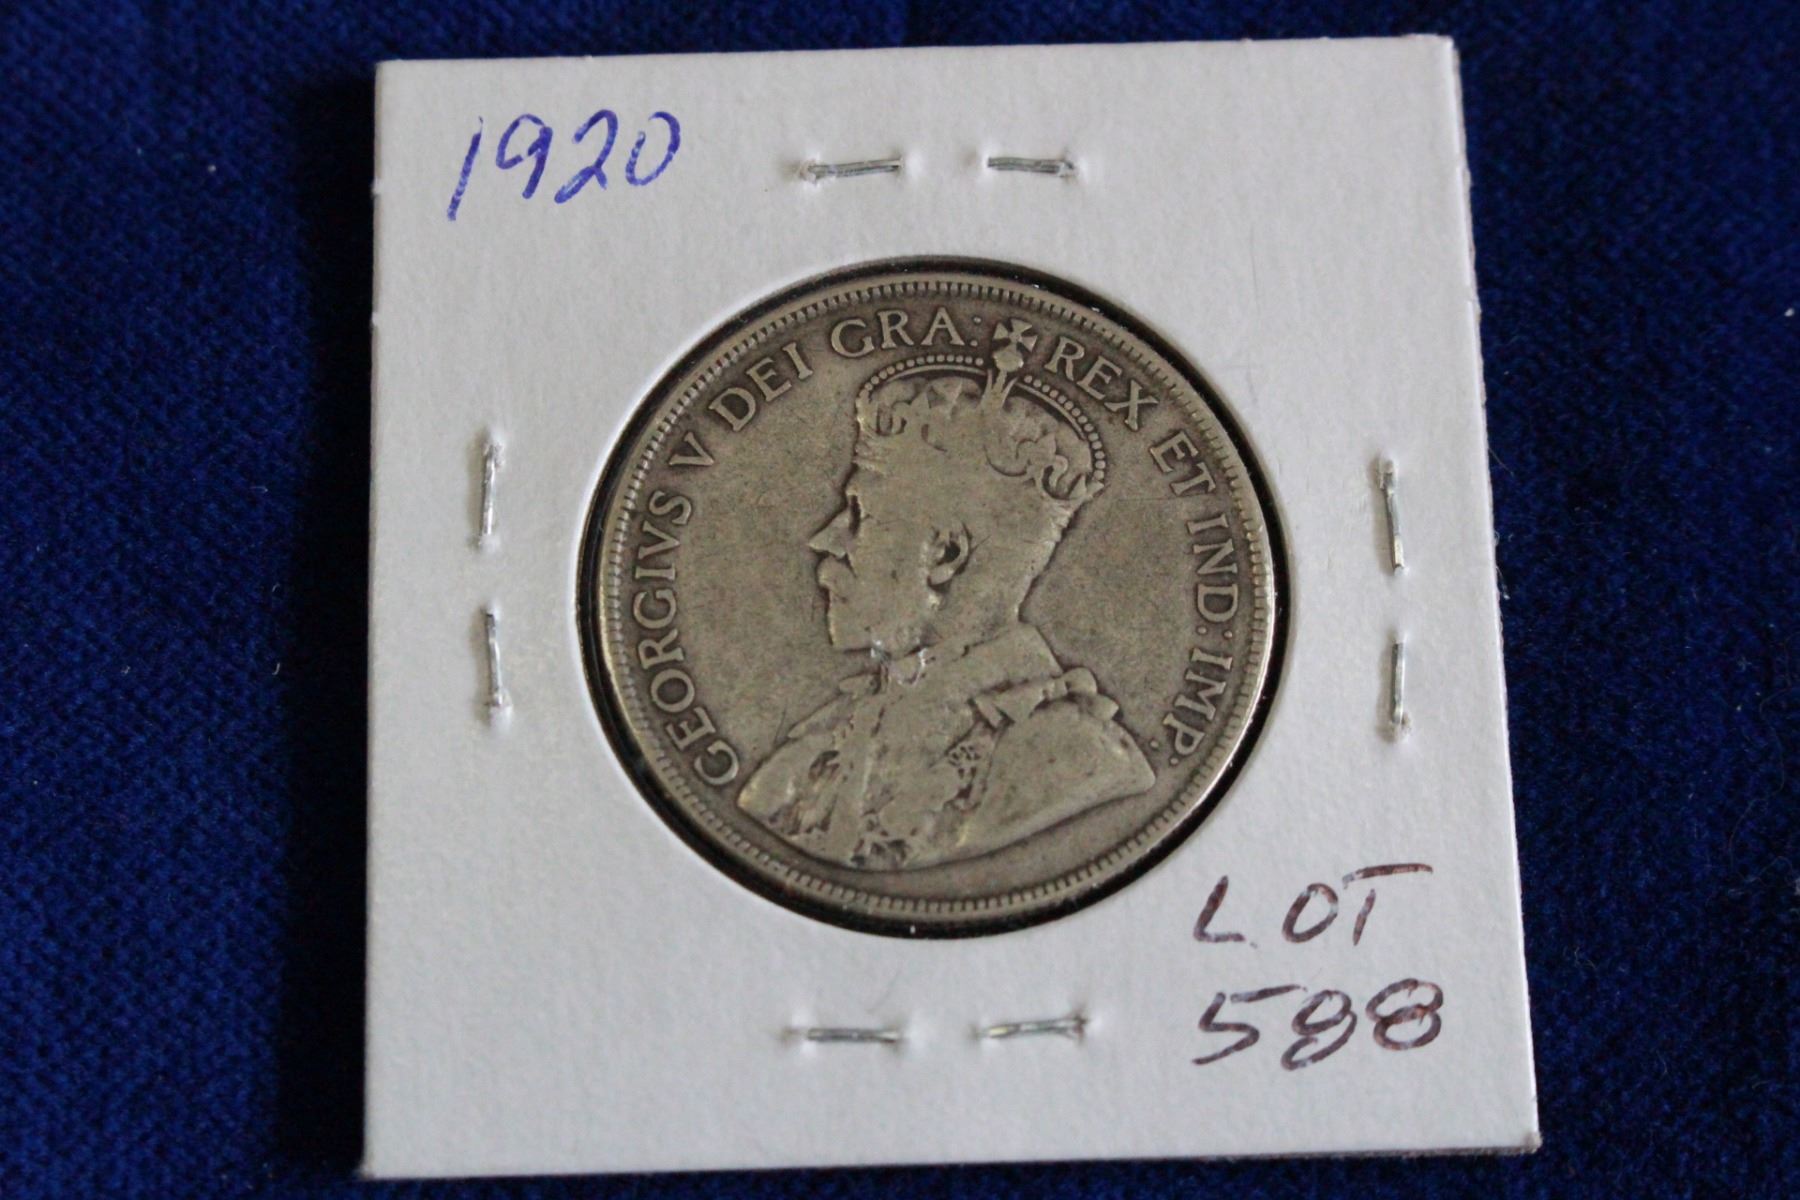 1920
GEORGIVS V DEI GRA: REX ET IND: IMP.
LOT
588